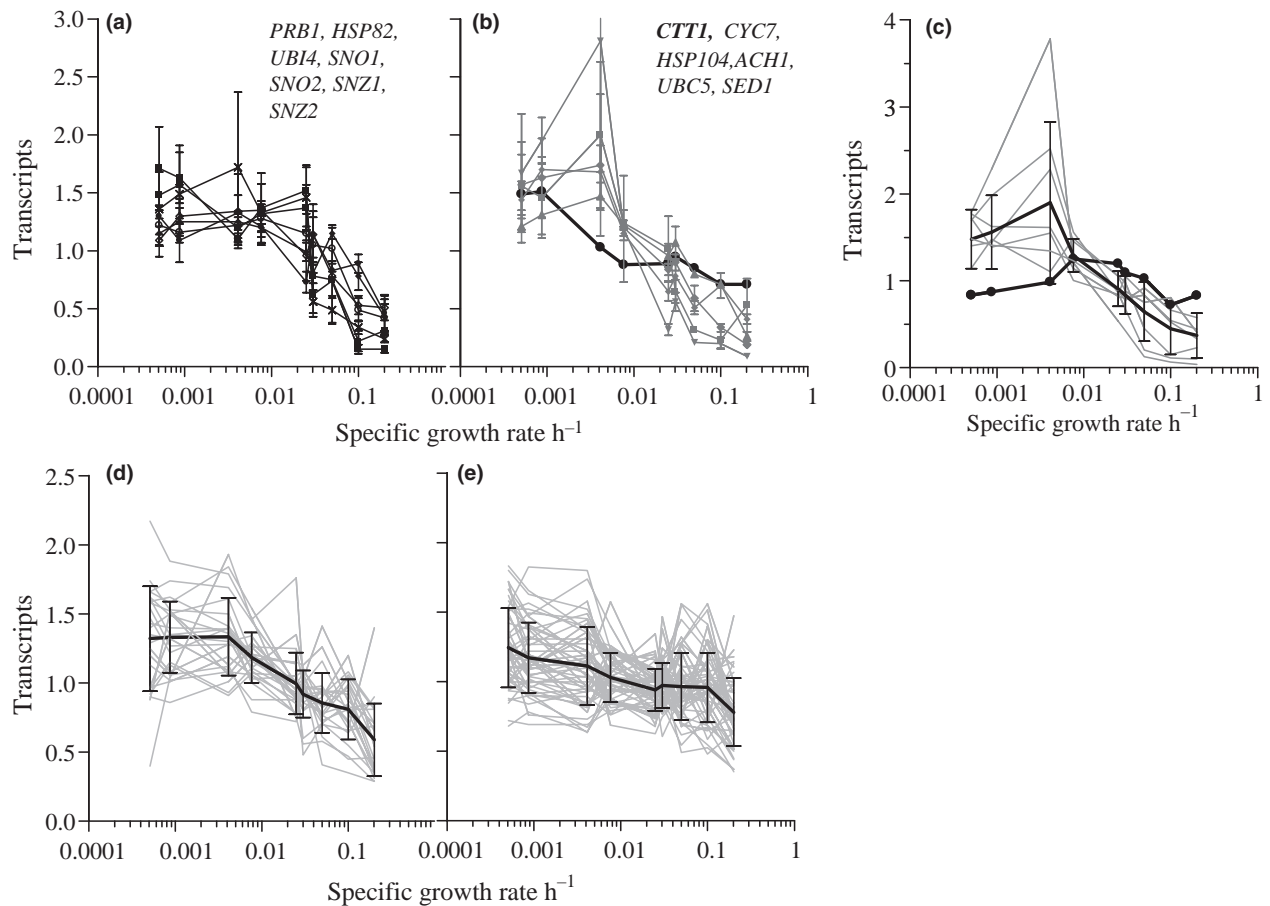 (a)
PRB1, HSP82,
UBI4, SNO1,
SNO2, SNZ1,
SNZ2
3.0
2.5
2.0
1.5
1.0
0.5
0.0
Transcripts
0.0001 0.001 0.01 0.1
(b)
CTT1, CYC7,
HSP104,ACH1,
UBC5, SED1
0.0001 0.001 0.01 0.1 1
Specific growth rate h–1
(c)
4
3
2
1
0
Transcripts
0.0001 0.001 0.01 0.1 1
Specific growth rate h–1
(d)
2.5
2.0
1.5
1.0
0.5
0.0
Transcripts
0.0001 0.001 0.01 0.1
(e)
0.0001 0.001 0.01 0.1 1
Specific growth rate h–1